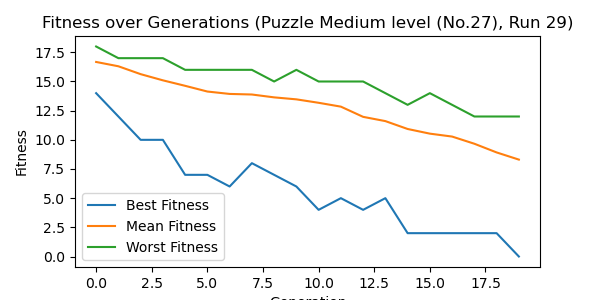 Fitness over Generations (Puzzle Medium level (No.27), Run 29)
17.5
15.0
12.5
10.0
7.5
5.0
2.5
0.0
Fitness
Best Fitness
Mean Fitness
Worst Fitness
0.0 2.5 5.0 7.5 10.0 12.5 15.0 17.5
Generation